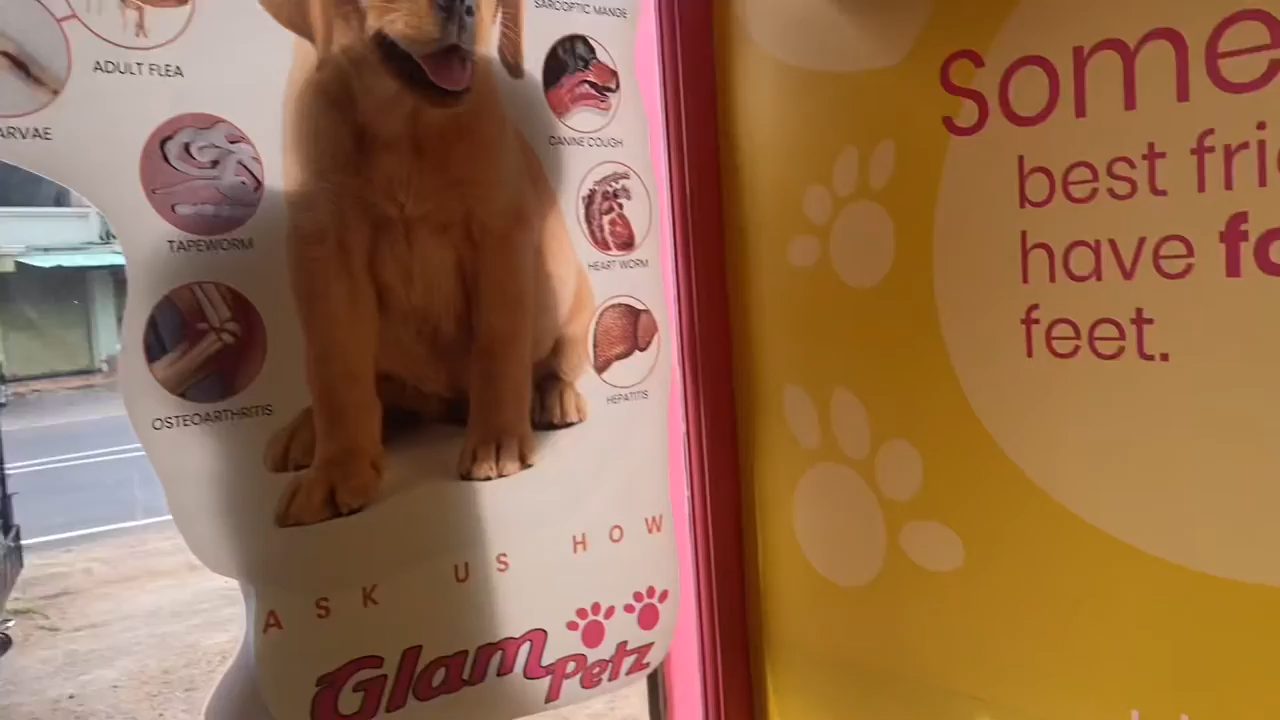 SARCOPTIC MANGE
ADULT FLEA
ARVAE
CANINE COUGH
TAPEWORM
HEART WORM
OSTEOARTHRITIS
HEPATITIS
ASK US HOW
Glam Petz
Some
best frie
have fo
feet.